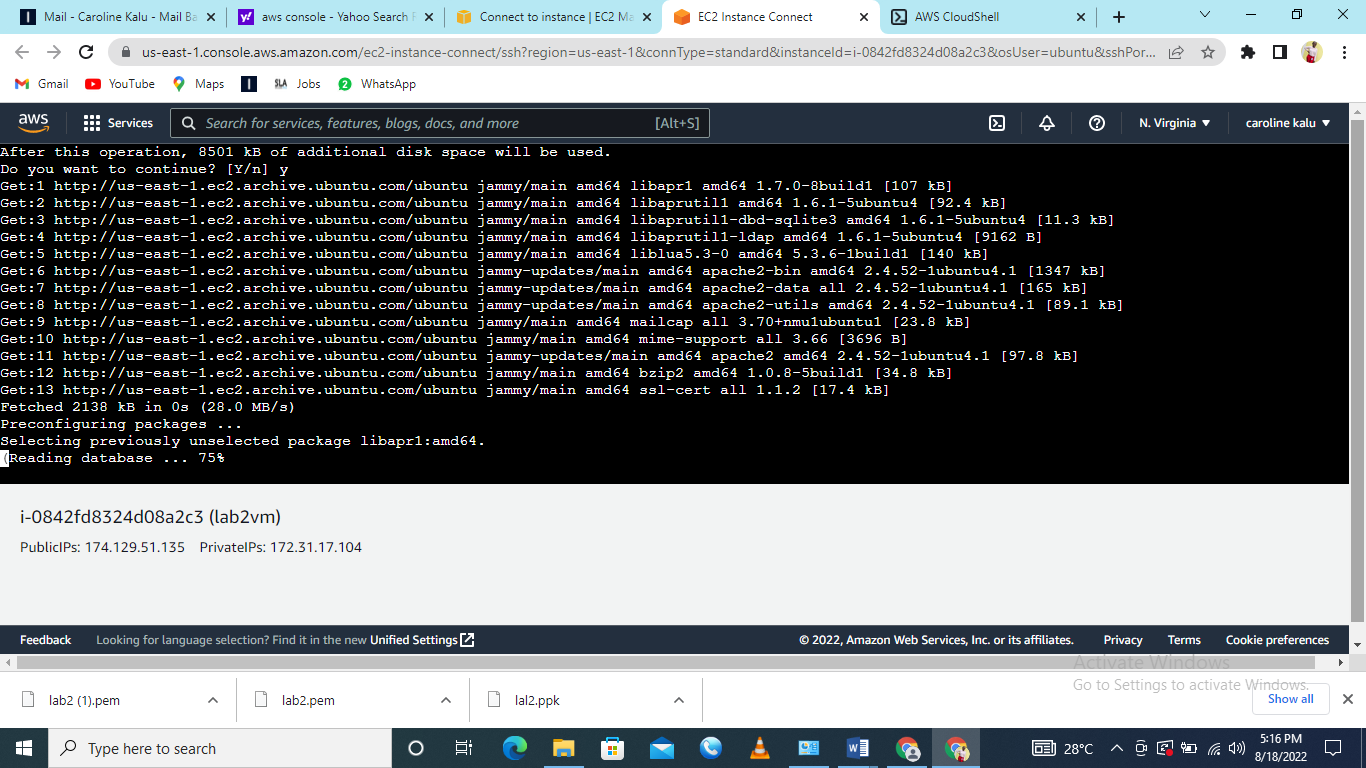 Mail - Caroline Kalu - Mail Ba
aws console - Yahoo Search R
Connect to instance | EC2 Ma
EC2 Instance Connect
AWS CloudShell
us-east-1.console.aws.amazon.com/ec2-instance-connect/ssh?region=us-east-1&connType=standard&instanceId=i-0842fd8324d08a2c3&osUser=ubuntu&sshPor...
Gmail
YouTube
Maps
SLA Jobs
2 WhatsApp
aws
Services
Search for services, features, blogs, docs, and more [Alt+S]
N. Virginia
caroline kalu
After this operation, 8501 kB of additional disk space will be used.
Do you want to continue? [Y/n] y
Get:1 http://us-east-1.ec2.archive.ubuntu.com/ubuntu jammy/main amd64 libapr1 amd64 1.7.0-8build1 [107 kB]
Get:2 http://us-east-1.ec2.archive.ubuntu.com/ubuntu jammy/main amd64 libaprutil1 amd64 1.6.1-5ubuntu4 [92.4 kB]
Get:3 http://us-east-1.ec2.archive.ubuntu.com/ubuntu jammy/main amd64 libaprutil1-dbd-sqlite3 amd64 1.6.1-5ubuntu4 [11.3 kB]
Get:4 http://us-east-1.ec2.archive.ubuntu.com/ubuntu jammy/main amd64 libaprutil1-ldap amd64 1.6.1-5ubuntu4 [9162 B]
Get:5 http://us-east-1.ec2.archive.ubuntu.com/ubuntu jammy/main amd64 liblua5.3-0 amd64 5.3.6-1build1 [140 kB]
Get:6 http://us-east-1.ec2.archive.ubuntu.com/ubuntu jammy-updates/main amd64 apache2-bin amd64 2.4.52-1ubuntu4.1 [1347 kB]
Get:7 http://us-east-1.ec2.archive.ubuntu.com/ubuntu jammy-updates/main amd64 apache2-data all 2.4.52-1ubuntu4.1 [165 kB]
Get:8 http://us-east-1.ec2.archive.ubuntu.com/ubuntu jammy-updates/main amd64 apache2-utils amd64 2.4.52-1ubuntu4.1 [89.1 kB]
Get:9 http://us-east-1.ec2.archive.ubuntu.com/ubuntu jammy/main amd64 mailcap all 3.70+nmu1ubuntu1 [23.8 kB]
Get:10 http://us-east-1.ec2.archive.ubuntu.com/ubuntu jammy/main amd64 mime-support all 3.66 [3696 B]
Get:11 http://us-east-1.ec2.archive.ubuntu.com/ubuntu jammy-updates/main amd64 apache2 amd64 2.4.52-1ubuntu4.1 [97.8 kB]
Get:12 http://us-east-1.ec2.archive.ubuntu.com/ubuntu jammy/main amd64 bzip2 amd64 1.0.8-5build1 [34.8 kB]
Get:13 http://us-east-1.ec2.archive.ubuntu.com/ubuntu jammy/main amd64 ssl-cert all 1.1.2 [17.4 kB]
Fetched 2138 kB in 0s (28.0 MB/s)
Preconfiguring packages ...
Selecting previously unselected package libapr1:amd64.
(Reading database ... 75%
i-0842fd8324d08a2c3 (lab2vm)
PublicIPs: 174.129.51.135 PrivateIPs: 172.31.17.104
Feedback
Looking for language selection? Find it in the new Unified Settings
© 2022, Amazon Web Services, Inc. or its affiliates.
Privacy
Terms
Cookie preferences
Activate Windows
Go to Settings to activate Windows.
lab2 (1).pem
lab2.pem
lal2.ppk
Show all
Type here to search
28°C
5:16 PM
8/18/2022